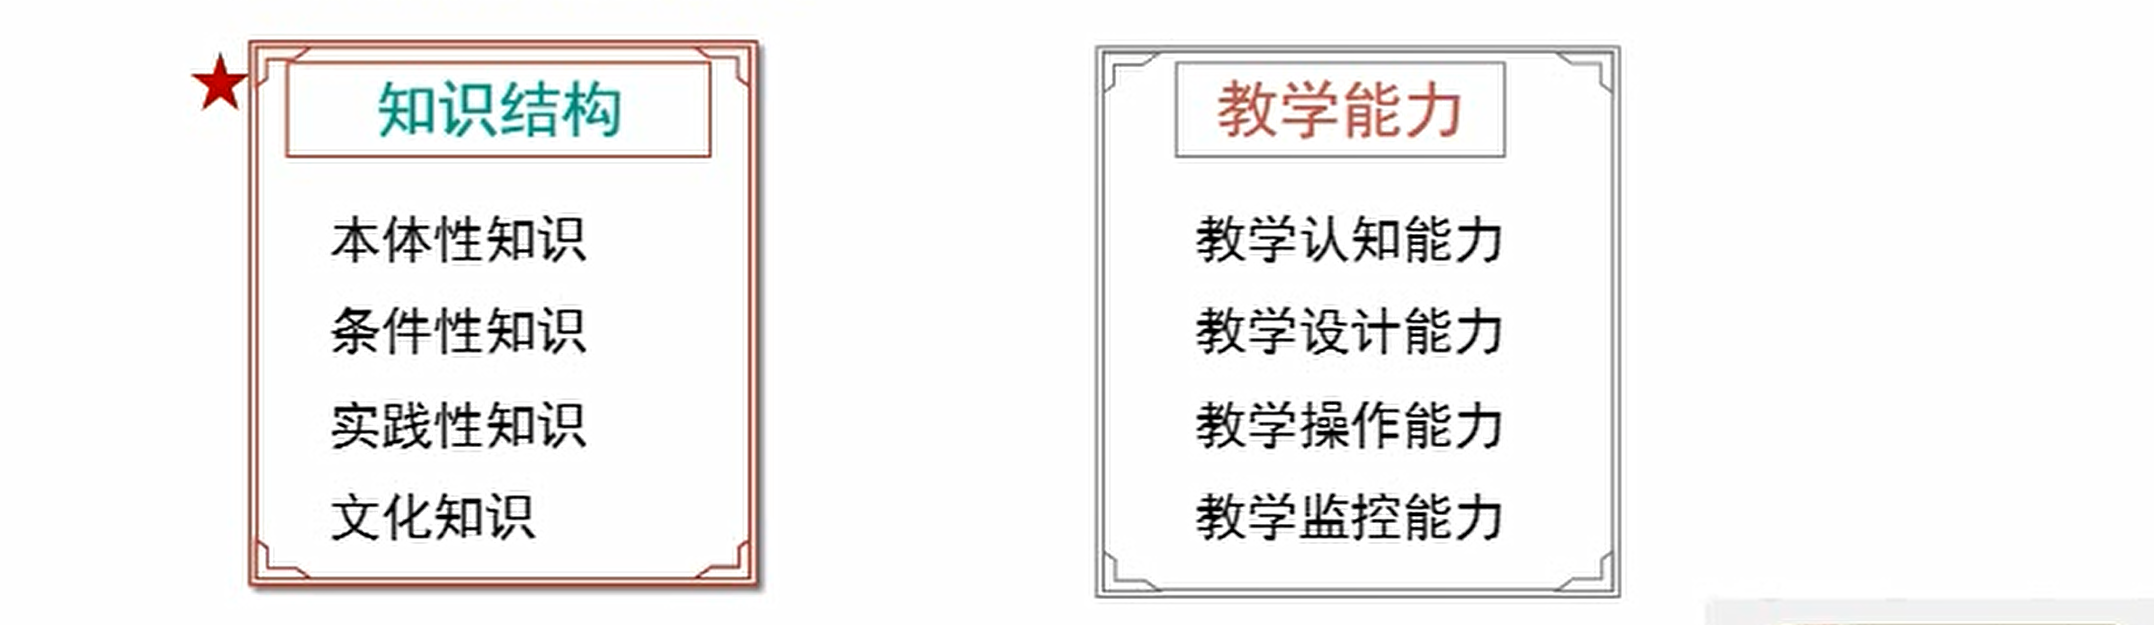 知识结构
本体性知识
条件性知识
实践性知识
文化知识
教学能力
教学认知能力
教学设计能力
教学操作能力
教学监控能力